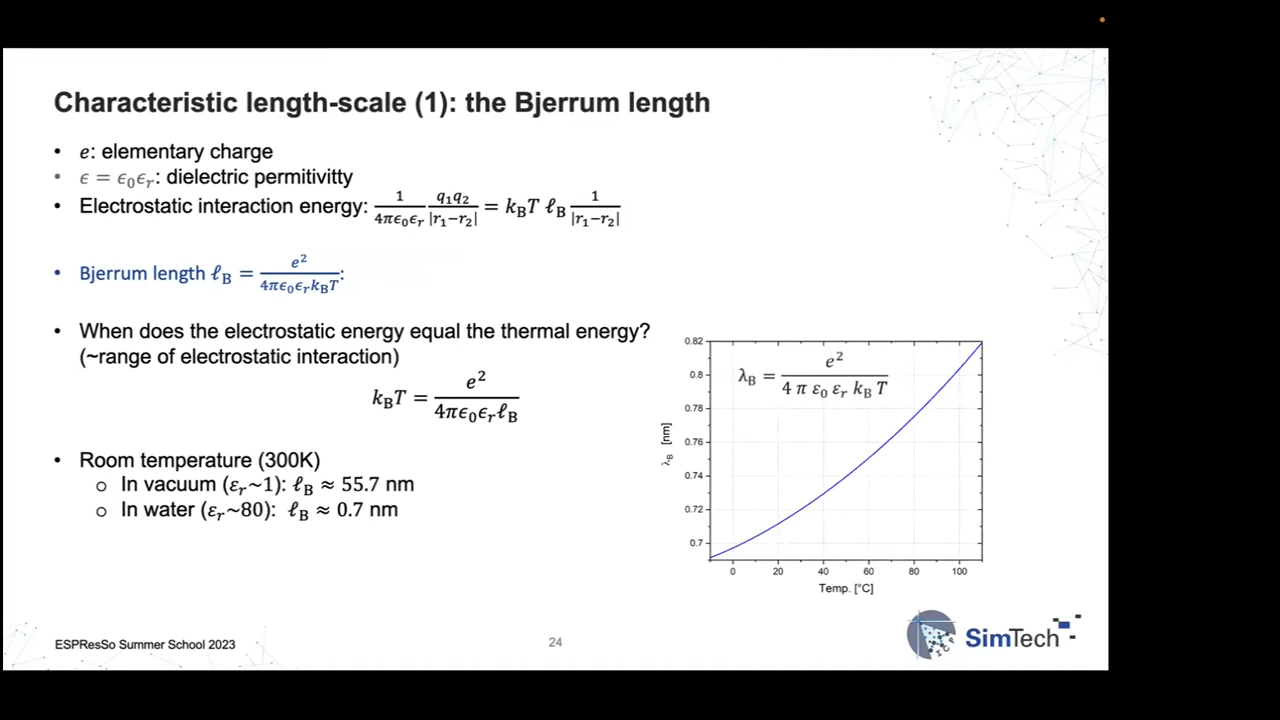 Characteristic length-scale (1): the Bjerrum length
• e: elementary charge
• ϵ = ϵ₀ϵᵣ: dielectric permitivitty
• Electrostatic interaction energy: 1/(4πϵ₀ϵᵣ) q₁q₂/|r₁−r₂| = k_BT ℓ_B 1/|r₁−r₂|
• Bjerrum length ℓ_B = e²/(4πϵ₀ϵᵣk_BT):
• When does the electrostatic energy equal the thermal energy?
(~range of electrostatic interaction)
k_BT = e²/(4πϵ₀ϵᵣℓ_B)
• Room temperature (300K)
o In vacuum (εᵣ~1): ℓ_B ≈ 55.7 nm
o In water (εᵣ~80): ℓ_B ≈ 0.7 nm
λ_B = e²/(4 π ε₀ εᵣ k_B T)
0.82
0.8
0.78
0.76
0.74
0.72
0.7
λ_B [nm]
0 20 40 60 80 100
Temp. [°C]
ESPResSo Summer School 2023
24
ICP
SimTech